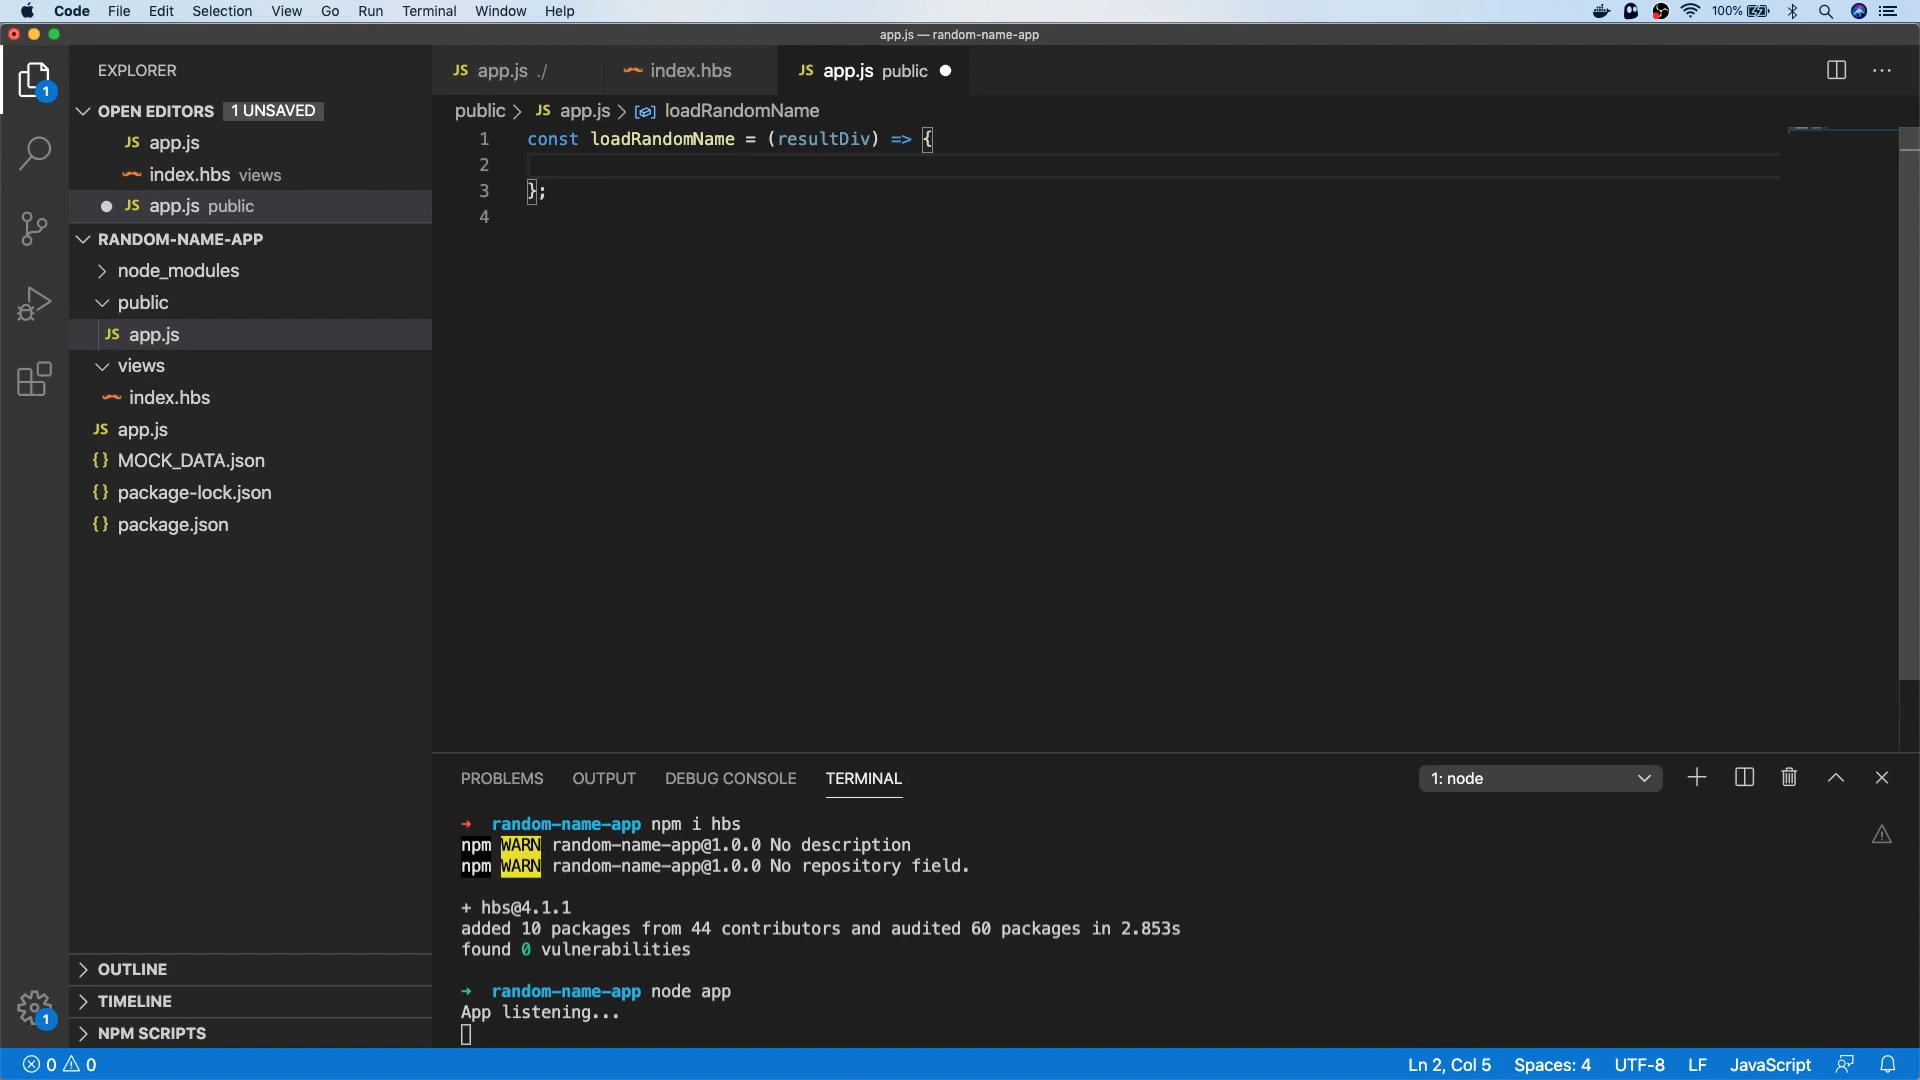 Code File Edit Selection View Go Run Terminal Window Help 100%
app.js — random-name-app
EXPLORER
1
OPEN EDITORS 1 UNSAVED
JS app.js
index.hbs views
JS app.js public
RANDOM-NAME-APP
node_modules
public
JS app.js
views
index.hbs
JS app.js
{} MOCK_DATA.json
{} package-lock.json
{} package.json
OUTLINE
TIMELINE
NPM SCRIPTS
1
JS app.js ./ index.hbs JS app.js public
public > JS app.js > loadRandomName
1 const loadRandomName = (resultDiv) => {
2
3 };
4
PROBLEMS OUTPUT DEBUG CONSOLE TERMINAL 1: node
→ random-name-app npm i hbs
npm WARN random-name-app@1.0.0 No description
npm WARN random-name-app@1.0.0 No repository field.
+ hbs@4.1.1
added 10 packages from 44 contributors and audited 60 packages in 2.853s
found 0 vulnerabilities
→ random-name-app node app
App listening...
0 0 Ln 2, Col 5 Spaces: 4 UTF-8 LF JavaScript